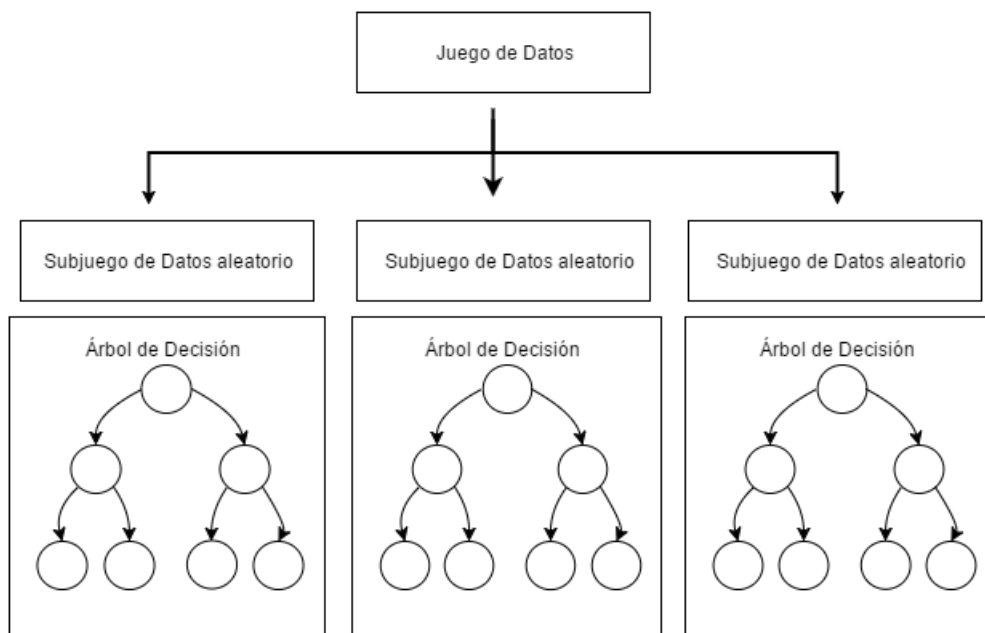 Juego de Datos
Subjuego de Datos aleatorio
Subjuego de Datos aleatorio
Subjuego de Datos aleatorio
Árbol de Decisión
Árbol de Decisión
Árbol de Decisión